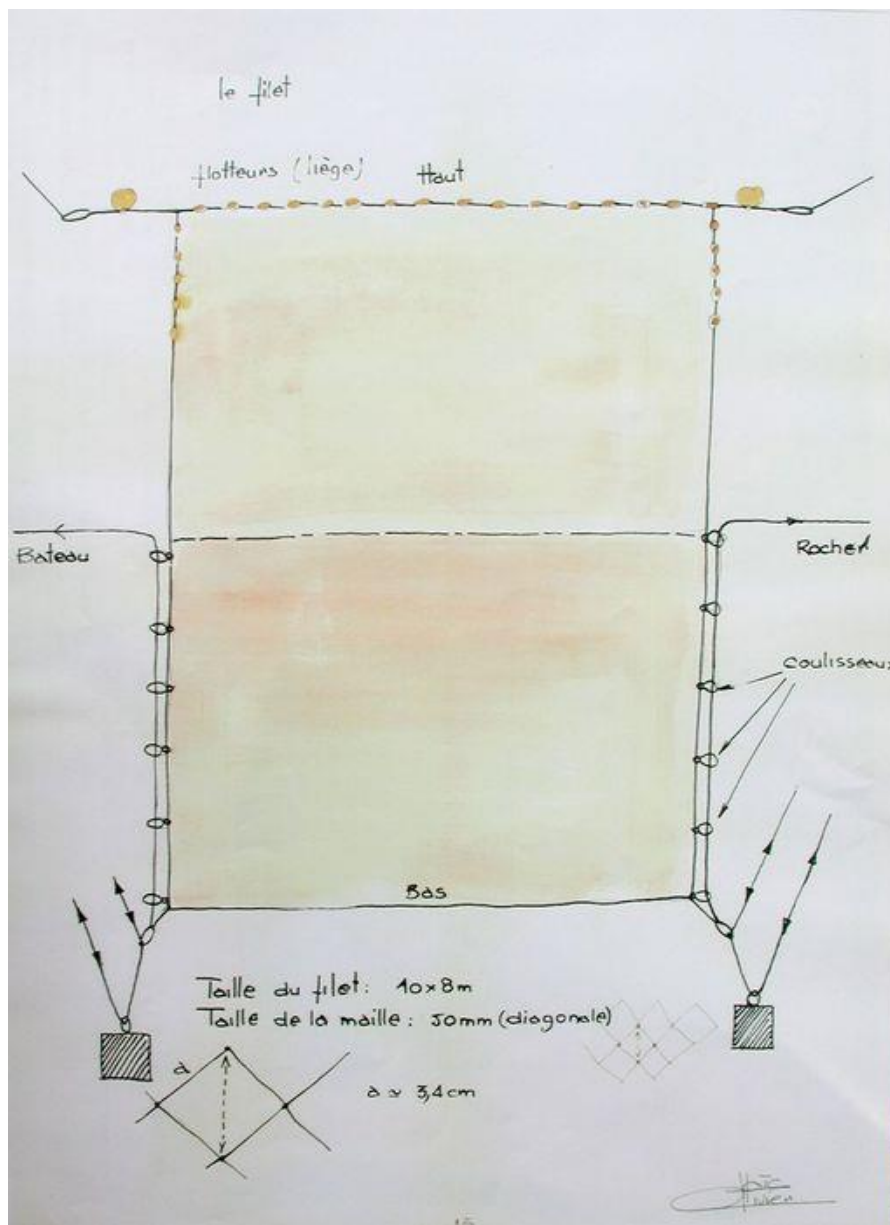 le filet
flotteurs (liège) Haut
Bateau
Rocher
coulisseaux
Bas
Taille du filet: 10x8m
Taille de la maille: 50mm (diagonale)
a
a ≃ 3,4cm